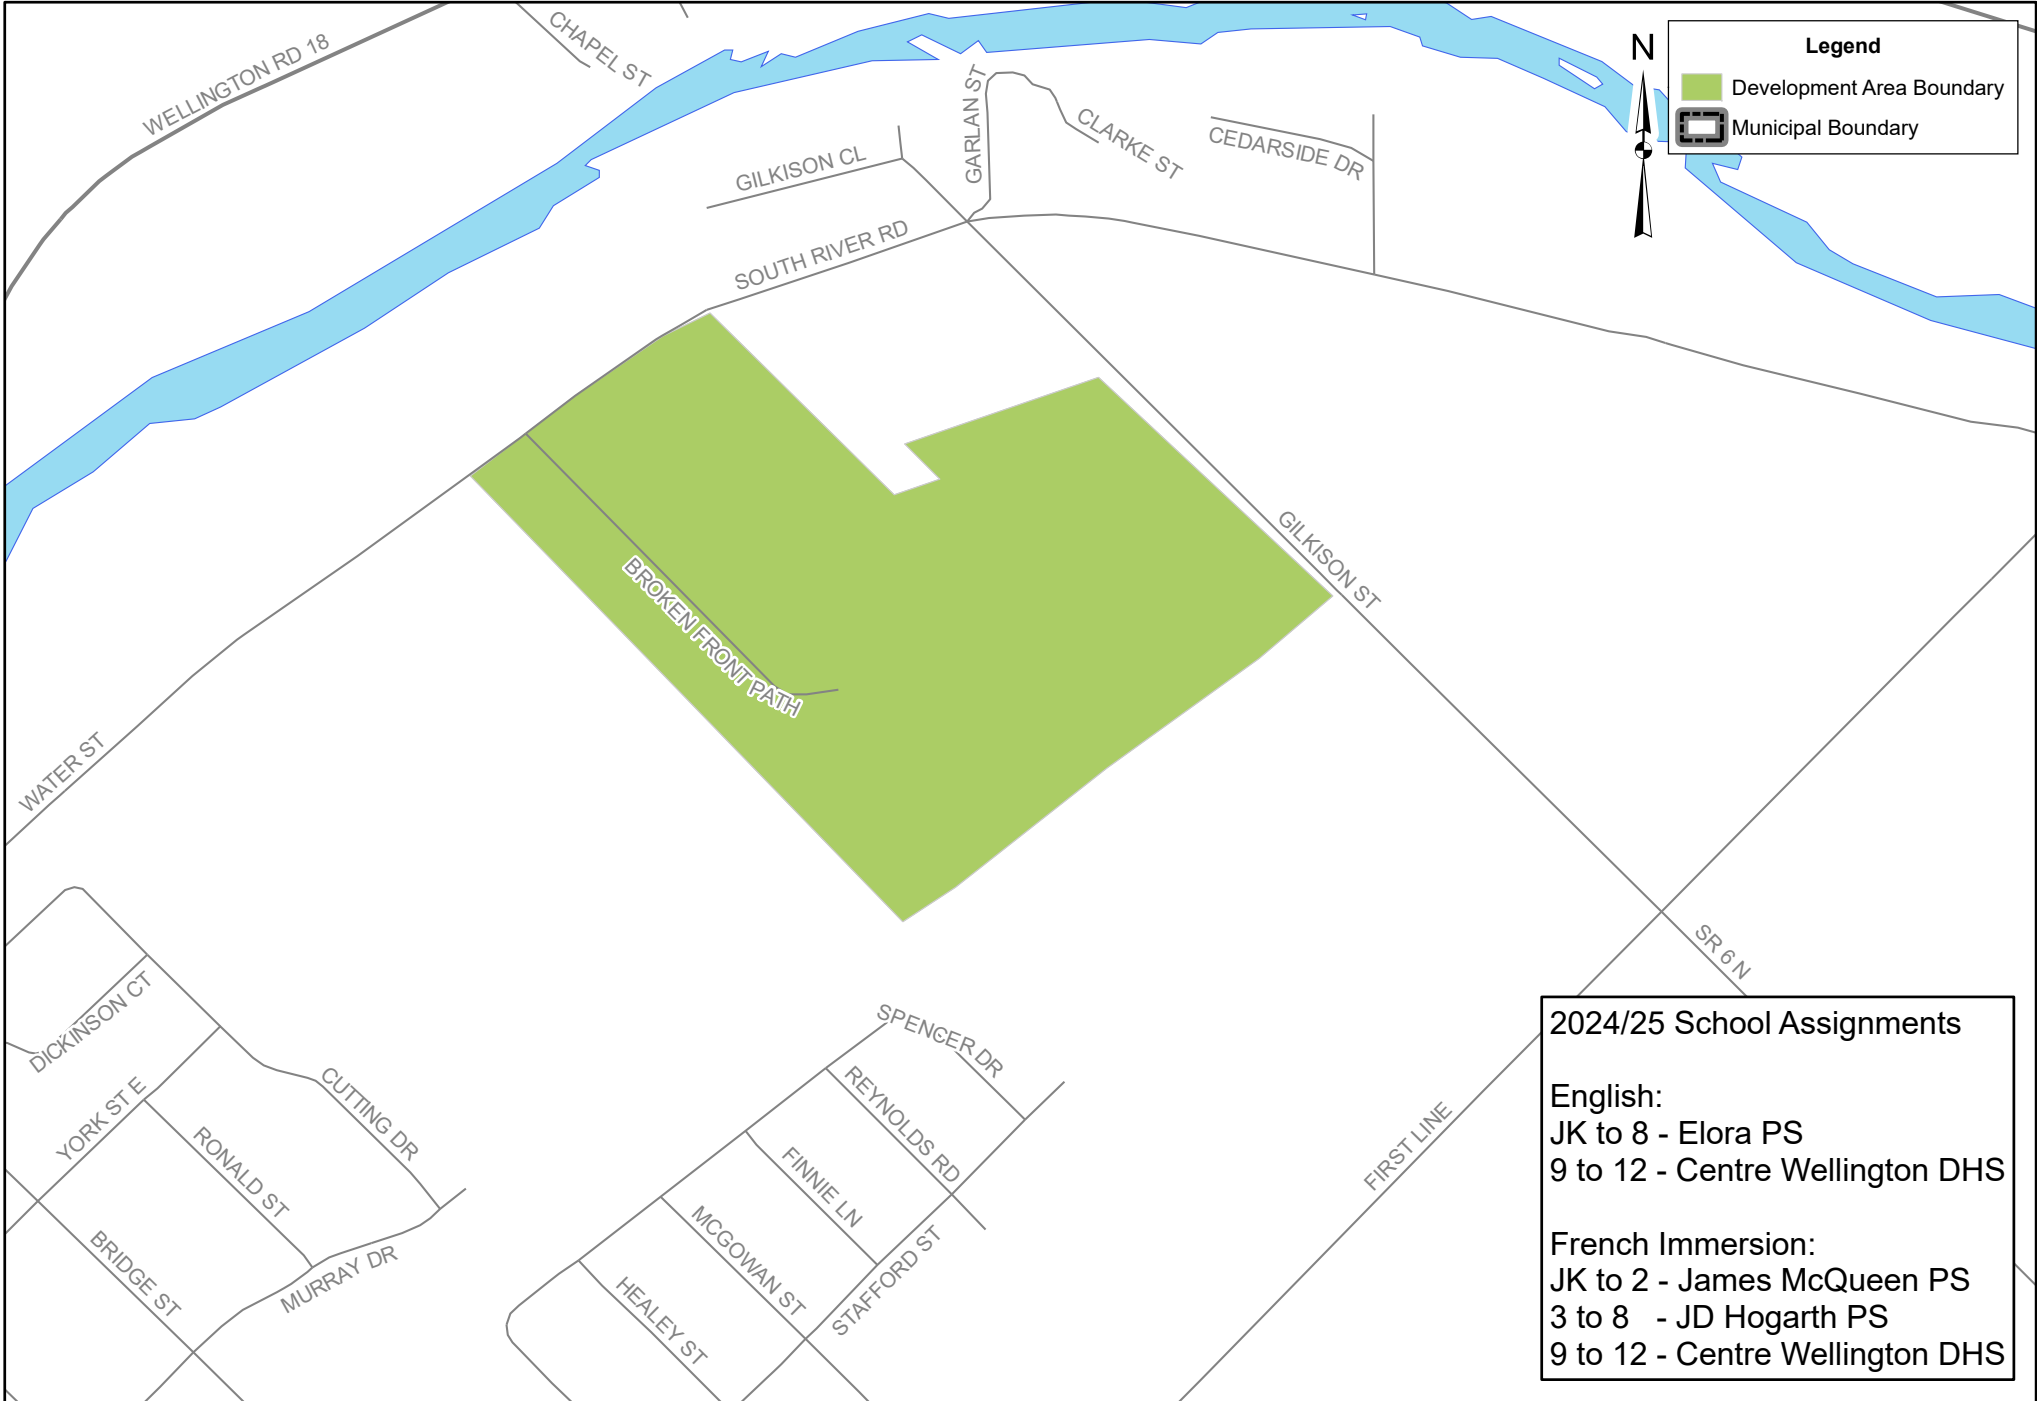 WELLINGTON RD 18
CHAPEL ST
GARLAN ST
CLARKE ST
CEDARSIDE DR
GILKISON CL
SOUTH RIVER RD
N
Legend
Development Area Boundary
Municipal Boundary
GILKISON ST
BROKEN FRONT PATH
WATER ST
SR 6 N
DICKINSON CT
YORK ST E
CUTTING DR
RONALD ST
BRIDGE ST
MURRAY DR
SPENCER DR
REYNOLDS RD
FINNIE LN
MCGOWAN ST
HEALEY ST
STAFFORD ST
FIRST LINE
2024/25 School Assignments
English:
JK to 8 - Elora PS
9 to 12 - Centre Wellington DHS
French Immersion:
JK to 2 - James McQueen PS
3 to 8 - JD Hogarth PS
9 to 12 - Centre Wellington DHS